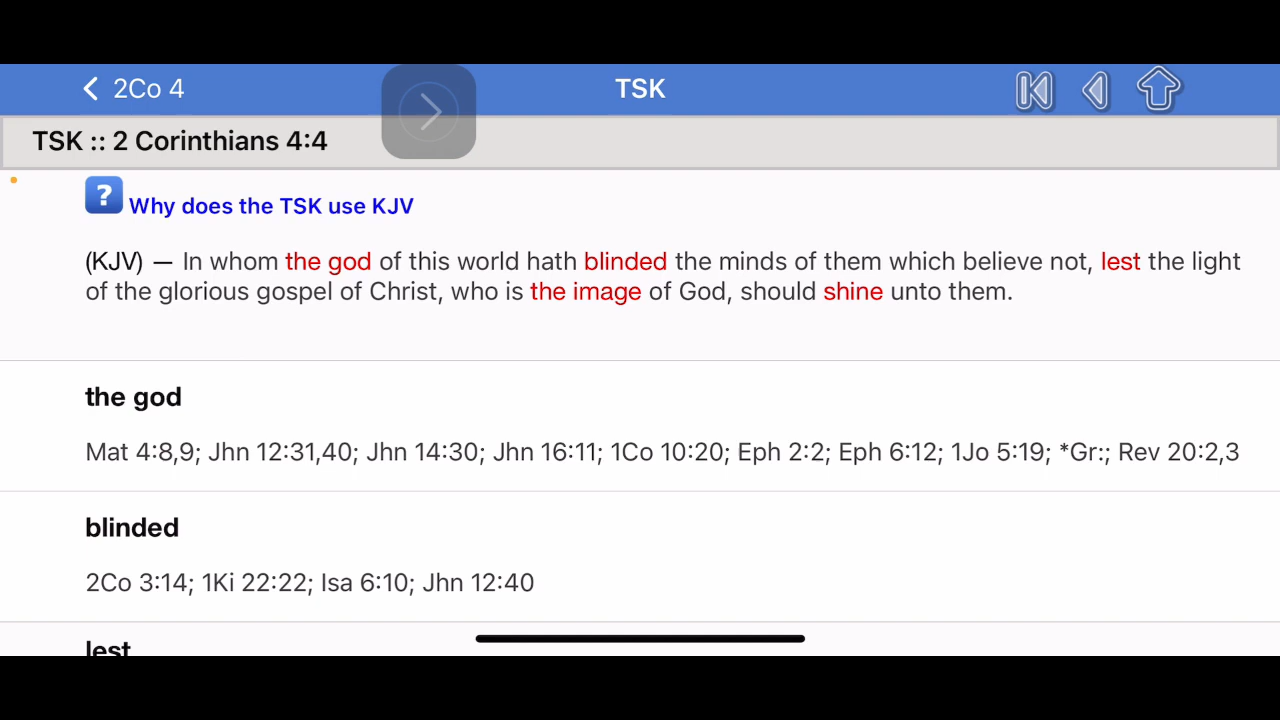 2Co 4
TSK
TSK :: 2 Corinthians 4:4
? Why does the TSK use KJV
(KJV) — In whom the god of this world hath blinded the minds of them which believe not, lest the light
of the glorious gospel of Christ, who is the image of God, should shine unto them.
the god
Mat 4:8,9; Jhn 12:31,40; Jhn 14:30; Jhn 16:11; 1Co 10:20; Eph 2:2; Eph 6:12; 1Jo 5:19; *Gr:; Rev 20:2,3
blinded
2Co 3:14; 1Ki 22:22; Isa 6:10; Jhn 12:40
lest